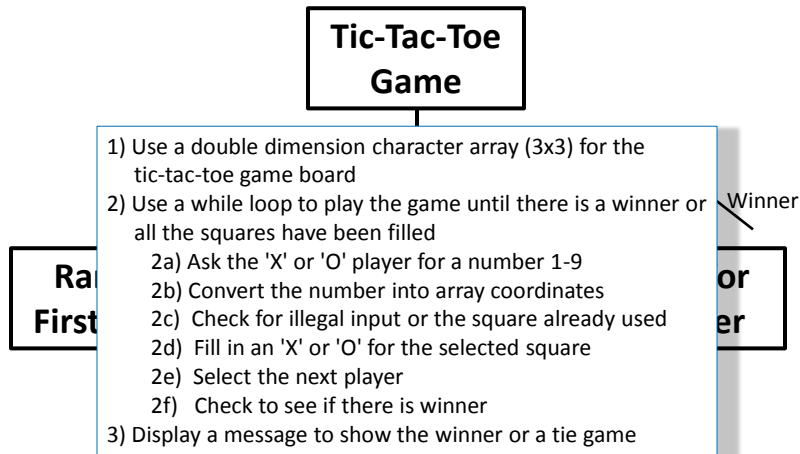 Tic-Tac-Toe
Game
1) Use a double dimension character array (3x3) for the
tic-tac-toe game board
2) Use a while loop to play the game until there is a winner or
all the squares have been filled
2a) Ask the 'X' or 'O' player for a number 1-9
2b) Convert the number into array coordinates
2c) Check for illegal input or the square already used
2d) Fill in an 'X' or 'O' for the selected square
2e) Select the next player
2f) Check to see if there is winner
3) Display a message to show the winner or a tie game
Winner
First